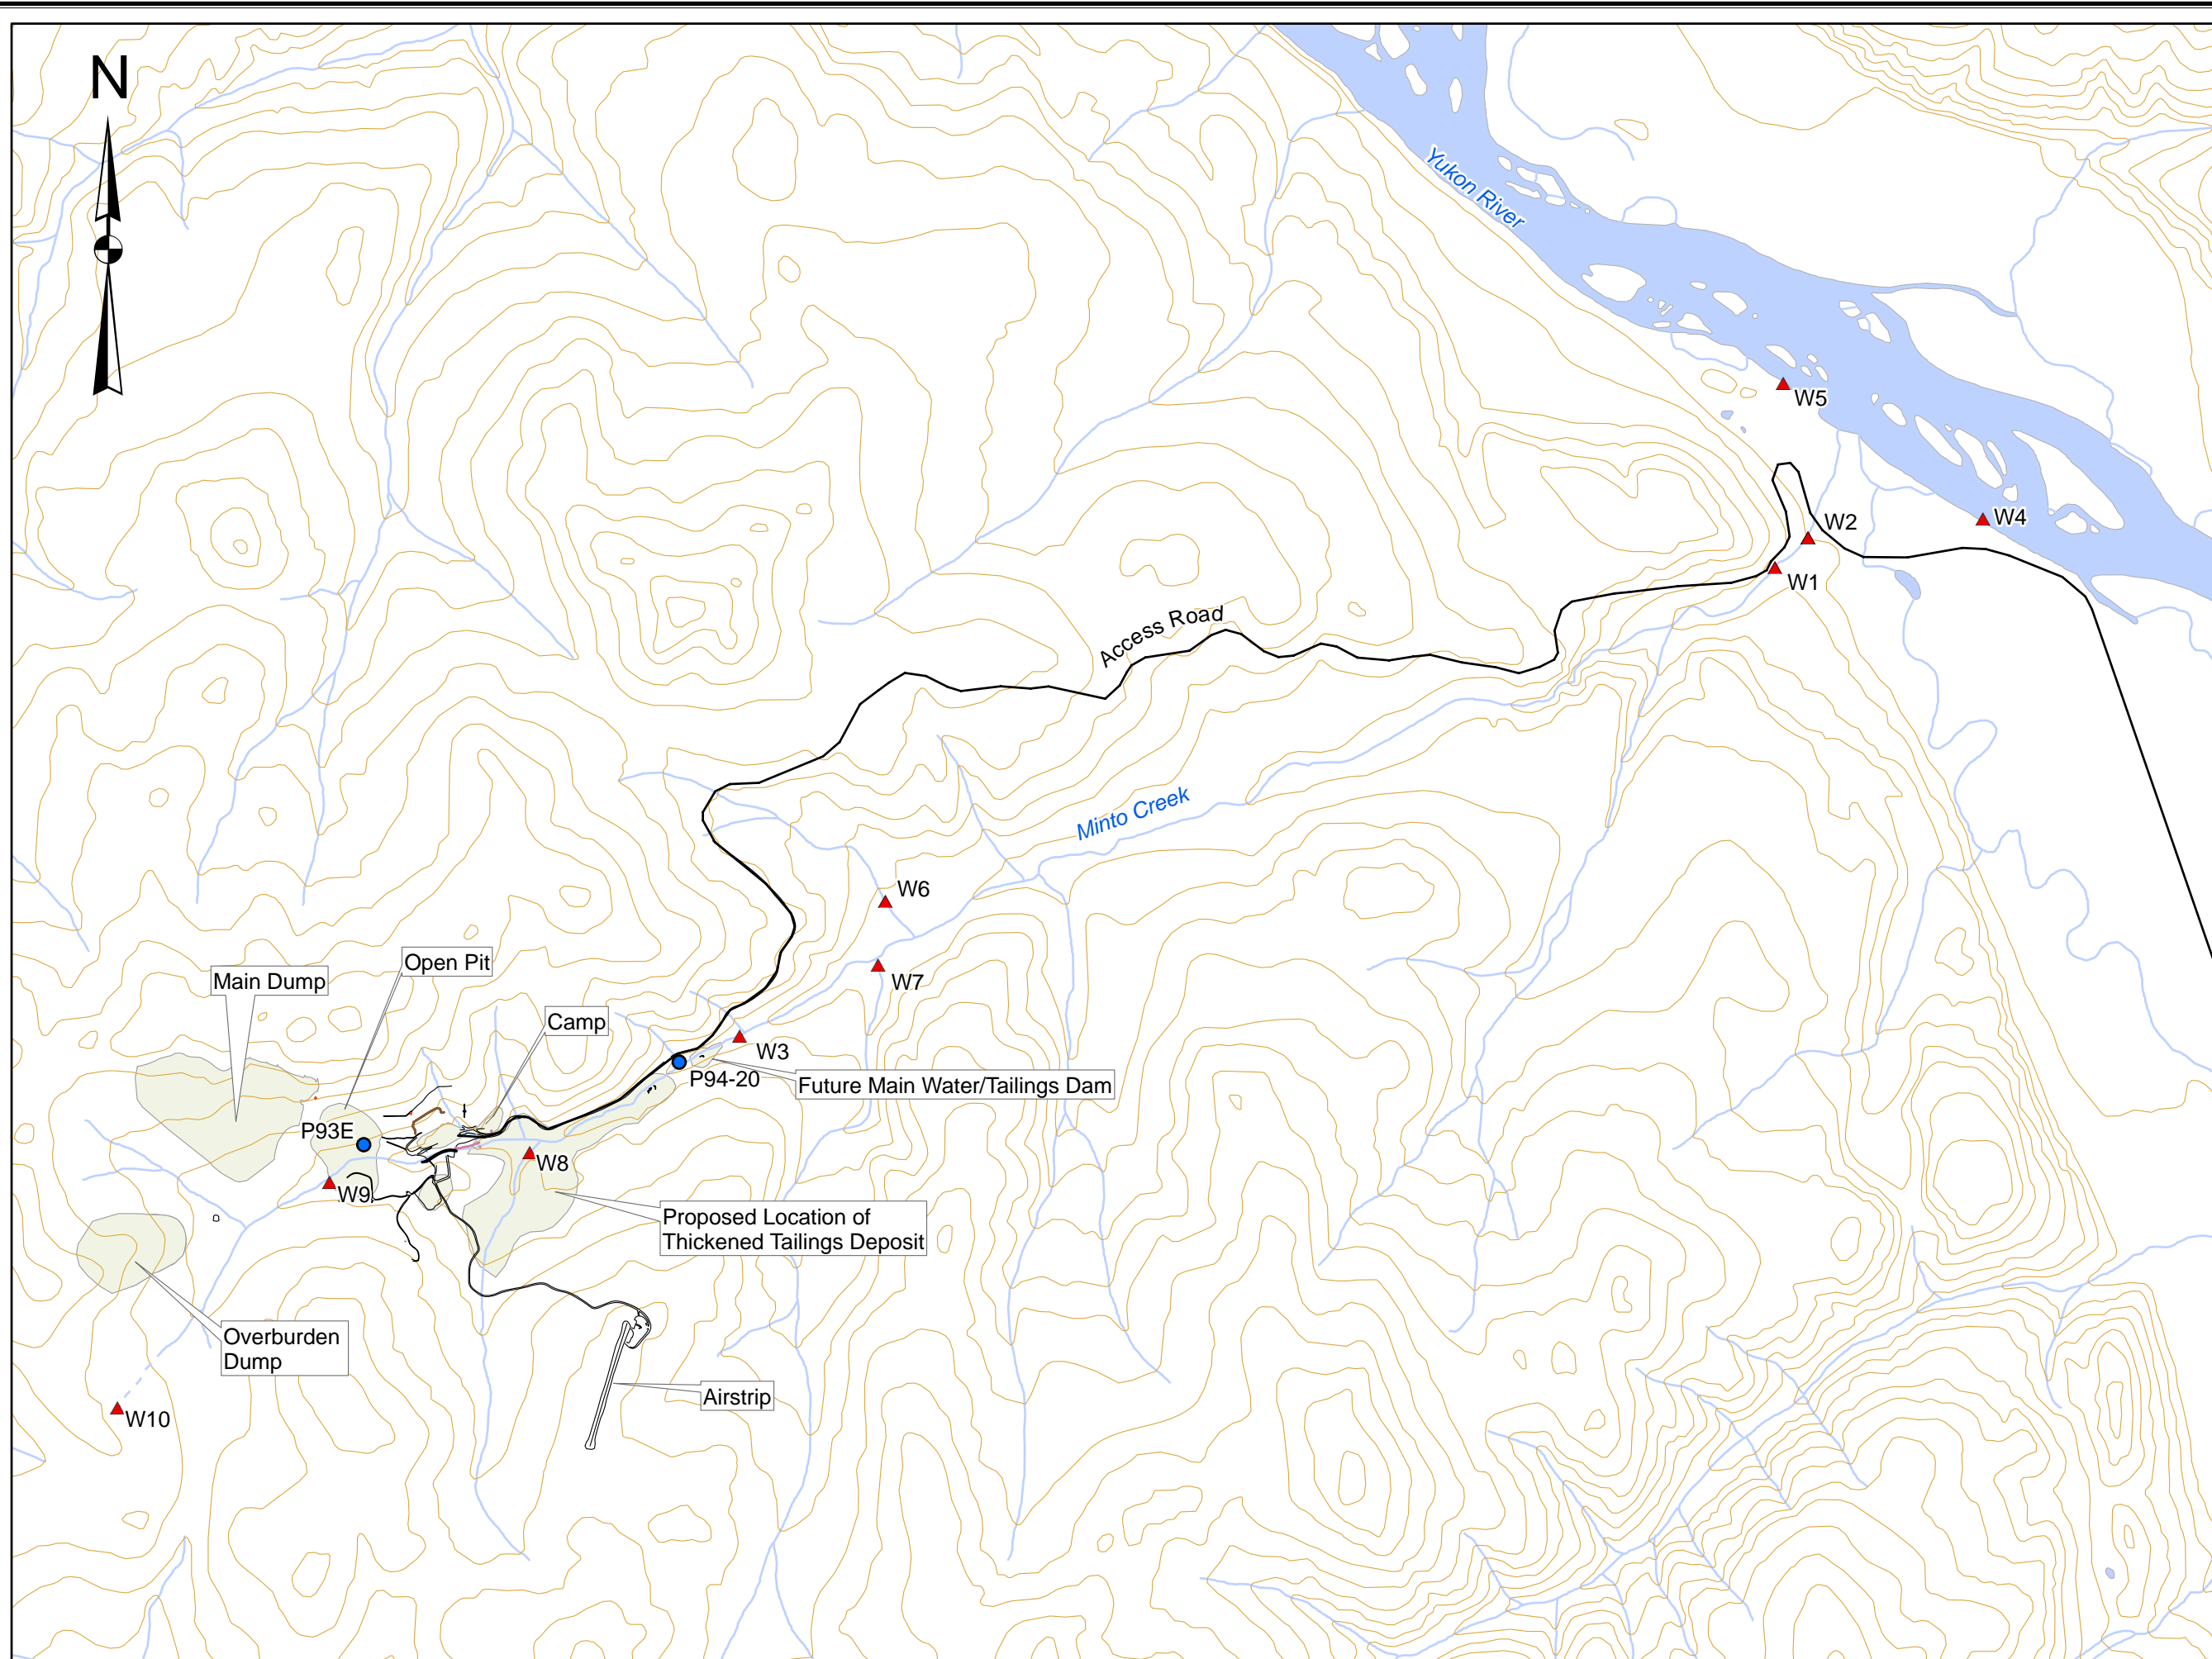 N
Yukon River
W5
W4
W2
W1
Access Road
Minto Creek
W6
W7
Open Pit
Main Dump
Camp
W3
P94-20
Future Main Water/Tailings Dam
P93E
W8
W9
Proposed Location of
Thickened Tailings Deposit
Overburden
Dump
Airstrip
W10